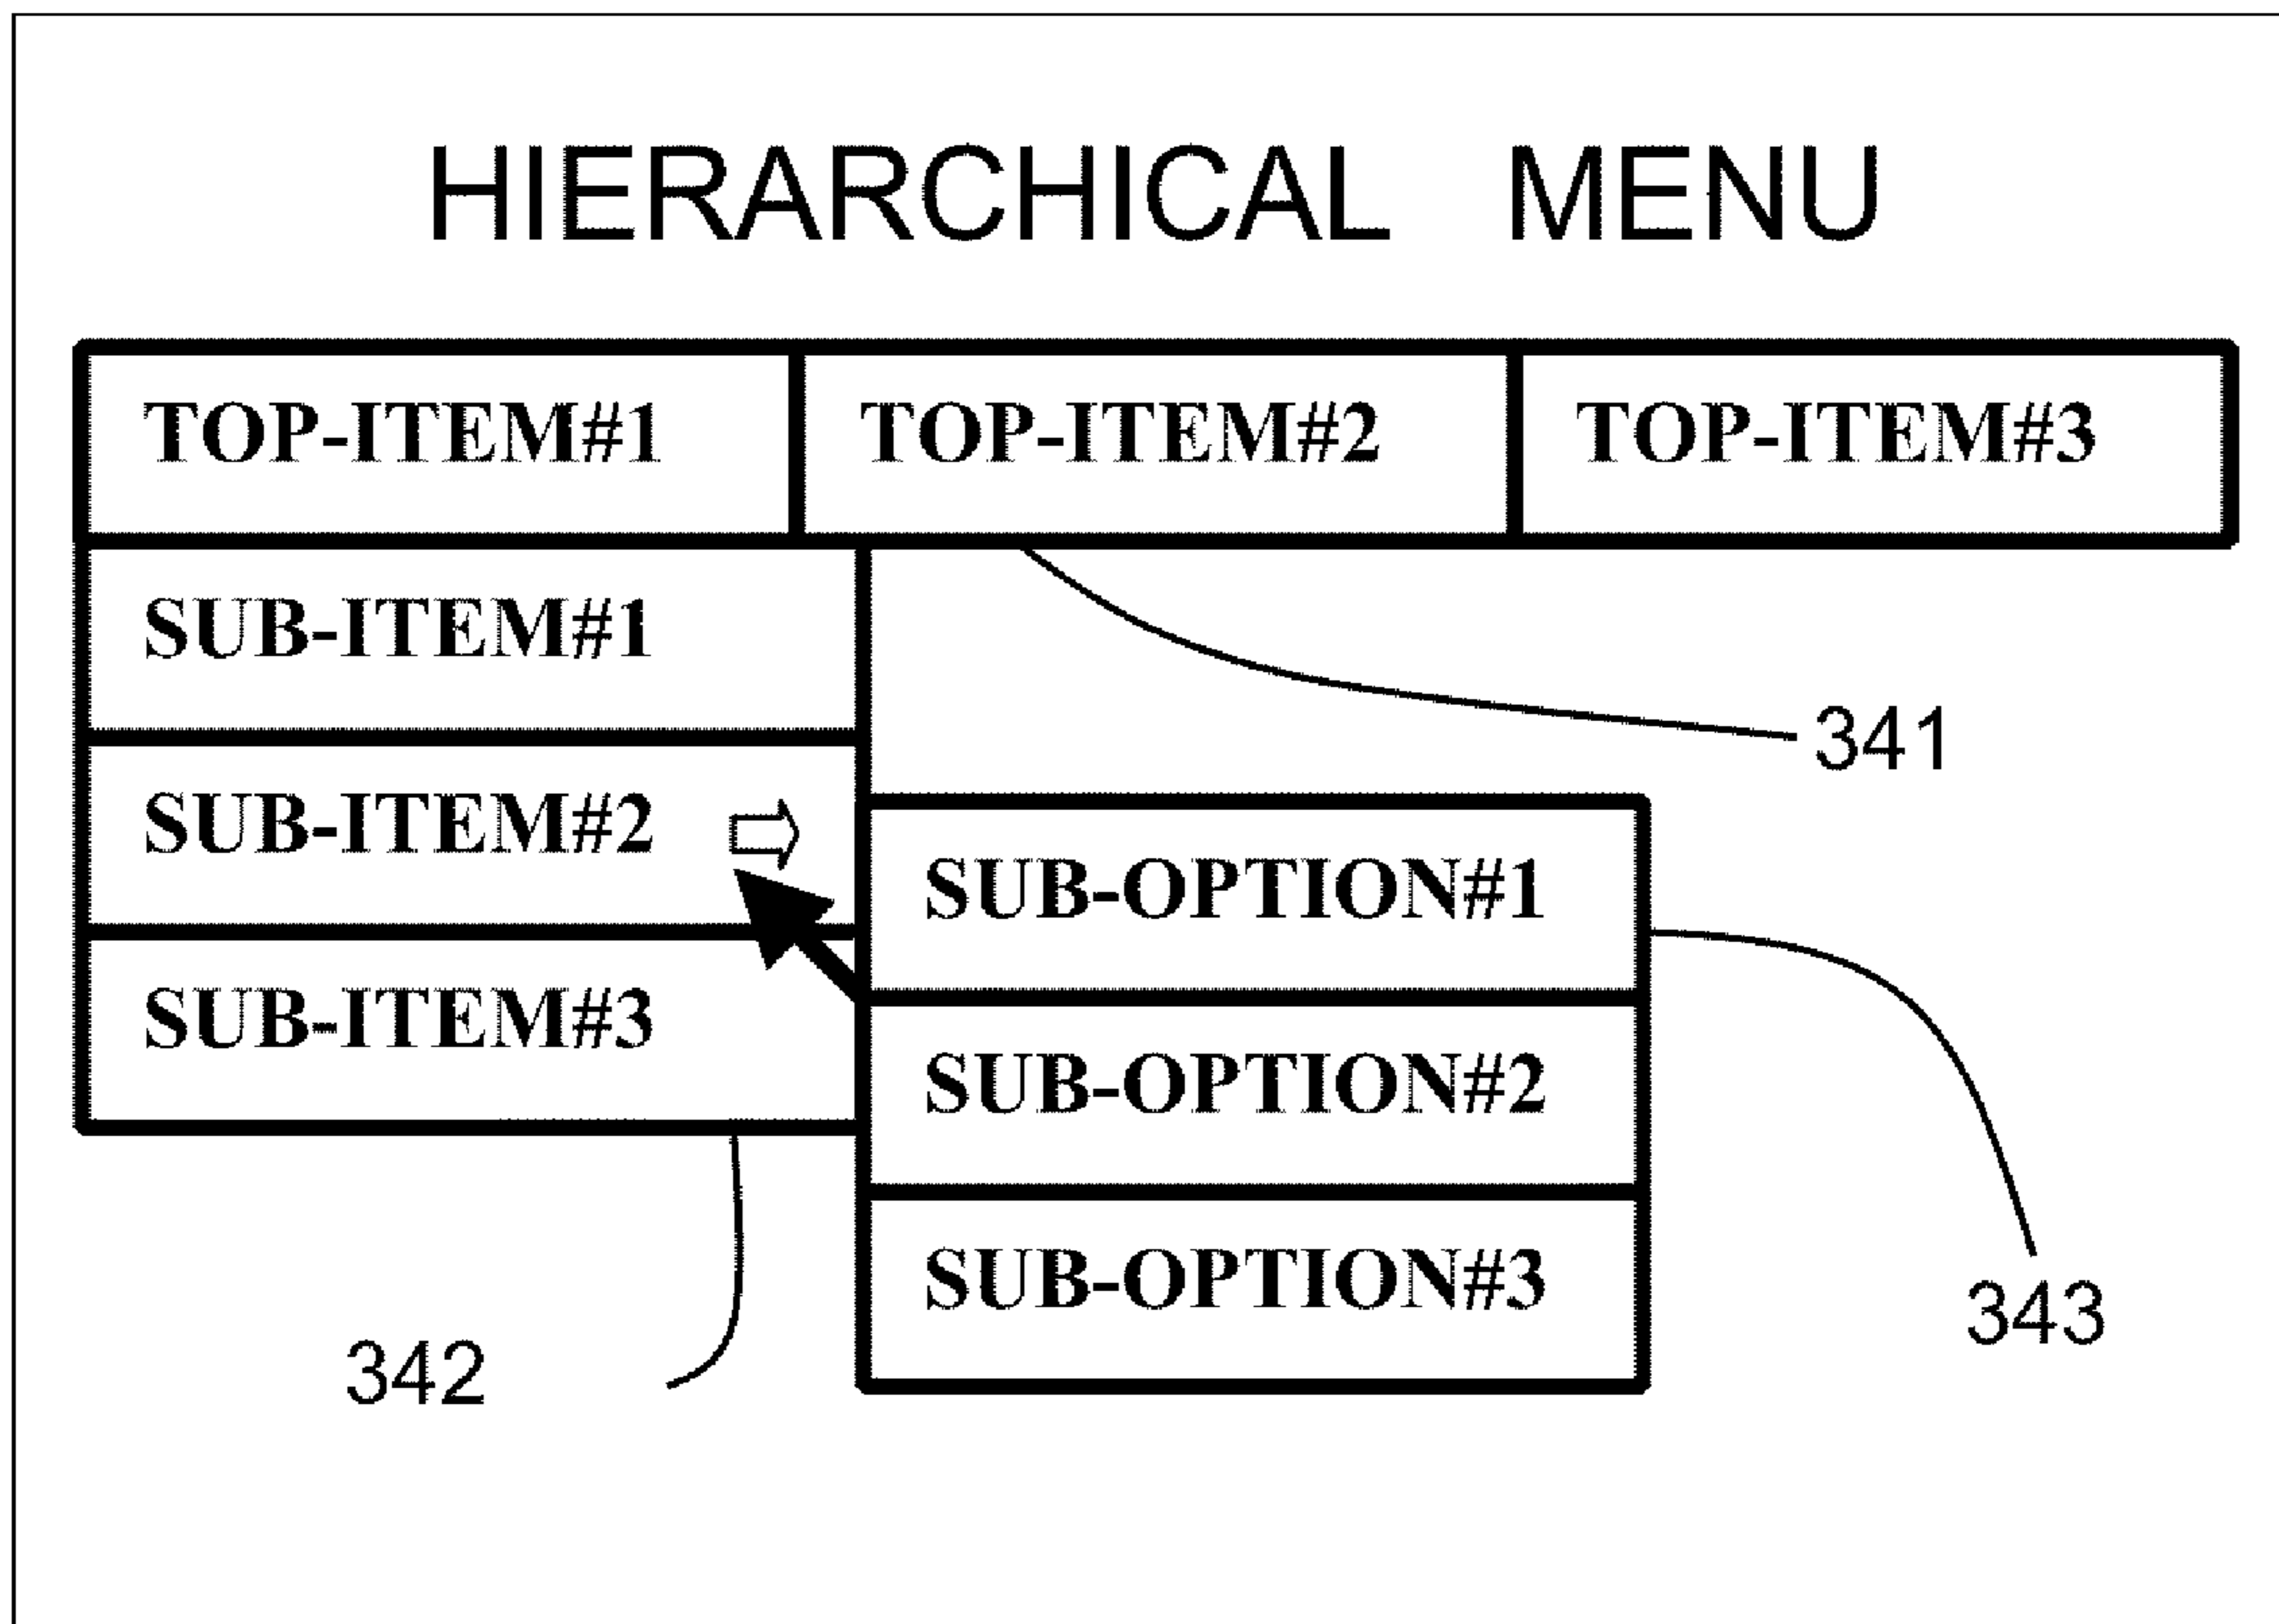 HIERARCHICAL MENU
TOP-ITEM#1 TOP-ITEM#2 TOP-ITEM#3
SUB-ITEM#1
341
SUB-ITEM#2
SUB-OPTION#1
SUB-ITEM#3
SUB-OPTION#2
SUB-OPTION#3
343
342